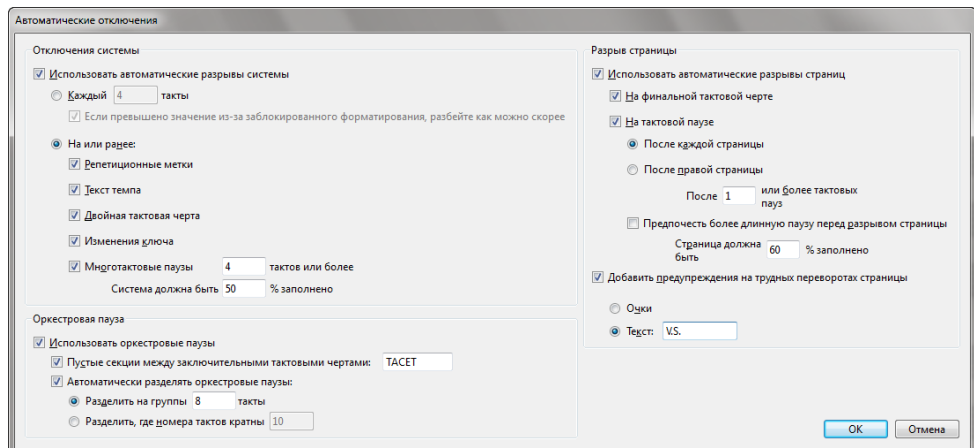 Автоматические отключения
Отключения системы
Использовать автоматические разрывы системы
Каждый 4 такты
Если превышено значение из-за заблокированного форматирования, разбейте как можно скорее
На или ранее:
Репетиционные метки
Текст темпа
Двойная тактовая черта
Изменения ключа
Многотактовые паузы 4 тактов или более
Система должна быть 50 % заполнено
Оркестровая пауза
Использовать оркестровые паузы
Пустые секции между заключительными тактовыми чертами: TACET
Автоматически разделять оркестровые паузы:
Разделить на группы 8 такты
Разделить, где номера тактов кратны 10
Разрыв страницы
Использовать автоматические разрывы страниц
На финальной тактовой черте
На тактовой паузе
После каждой страницы
После правой страницы
После 1 или более тактовых
пауз
Предпочесть более длинную паузу перед разрывом страницы
Страница должна
быть 60 % заполнено
Добавить предупреждения на трудных переворотах страницы
Очки
Текст: V.S.
OK Отмена